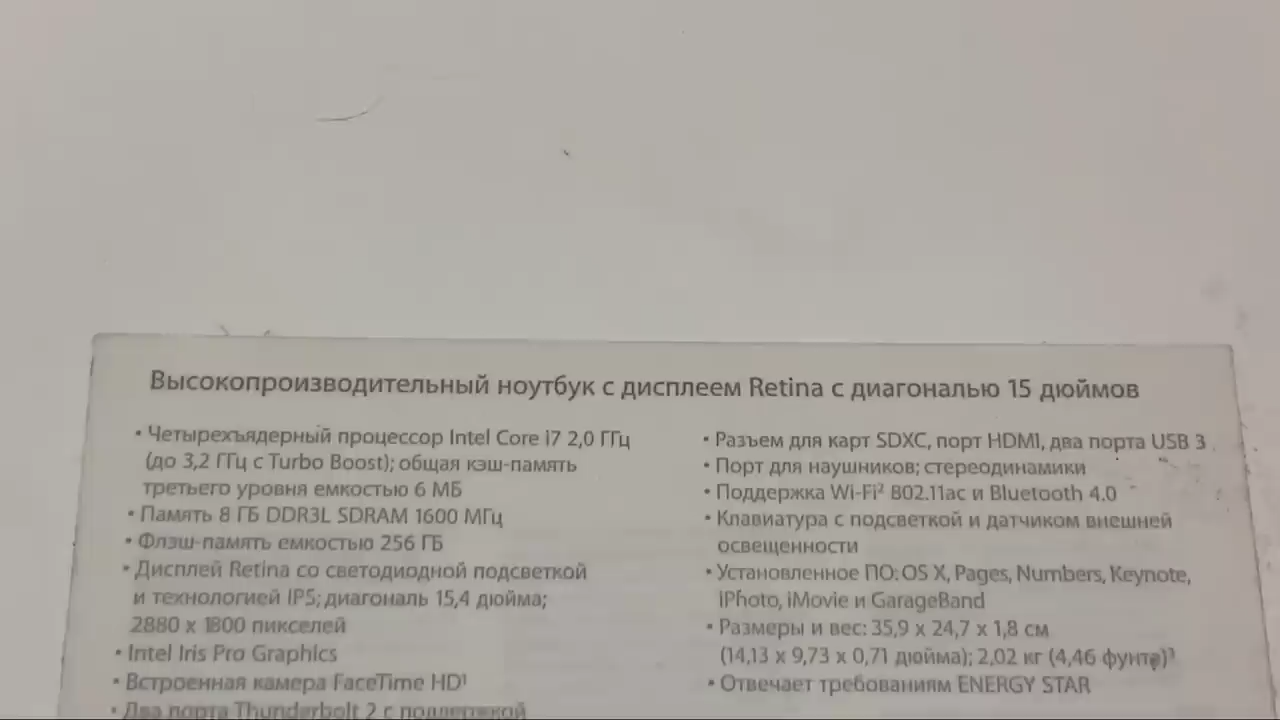 Высокопроизводительный ноутбук с дисплеем Retina с диагональю 15 дюймов
• Четырехъядерный процессор Intel Core i7 2,0 ГГц
(до 3,2 ГГц с Turbo Boost); общая кэш-память
третьего уровня емкостью 6 МБ
• Память 8 ГБ DDR3L SDRAM 1600 МГц
• Флэш-память емкостью 256 ГБ
• Дисплей Retina со светодиодной подсветкой
и технологией IPS; диагональ 15,4 дюйма;
2880 x 1800 пикселей
• Intel Iris Pro Graphics
• Встроенная камера FaceTime HD¹
• Два порта Thunderbolt 2 с поддержкой
• Разъем для карт SDXC, порт HDMI, два порта USB 3
• Порт для наушников; стереодинамики
• Поддержка Wi-Fi² 802.11ac и Bluetooth 4.0
• Клавиатура с подсветкой и датчиком внешней
освещенности
• Установленное ПО: OS X, Pages, Numbers, Keynote,
iPhoto, iMovie и GarageBand
• Размеры и вес: 35,9 x 24,7 x 1,8 см
(14,13 x 9,73 x 0,71 дюйма); 2,02 кг (4,46 фунта)³
• Отвечает требованиям ENERGY STAR